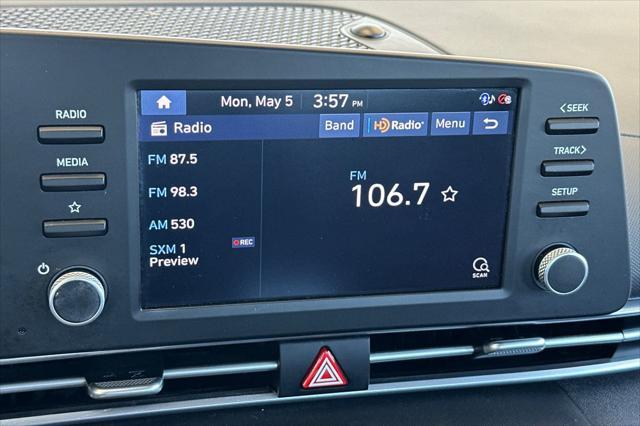 Mon, May 5 3:57 PM
Radio Band HD Radio Menu
FM 87.5
FM 98.3
AM 530
SXM 1
Preview
REC
FM
106.7
SCAN
RADIO
MEDIA
<SEEK
TRACK>
SETUP